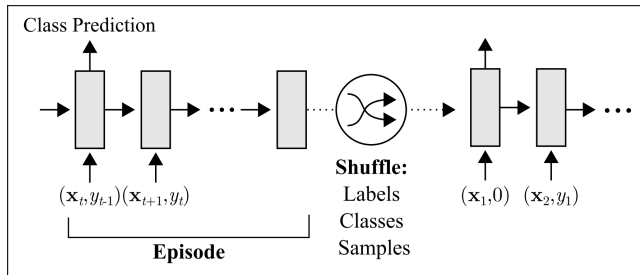 Class Prediction
(x_t,y_{t-1})(x_{t+1},y_t)
Episode
Shuffle:
Labels
Classes
Samples
(x_1,0) (x_2,y_1)